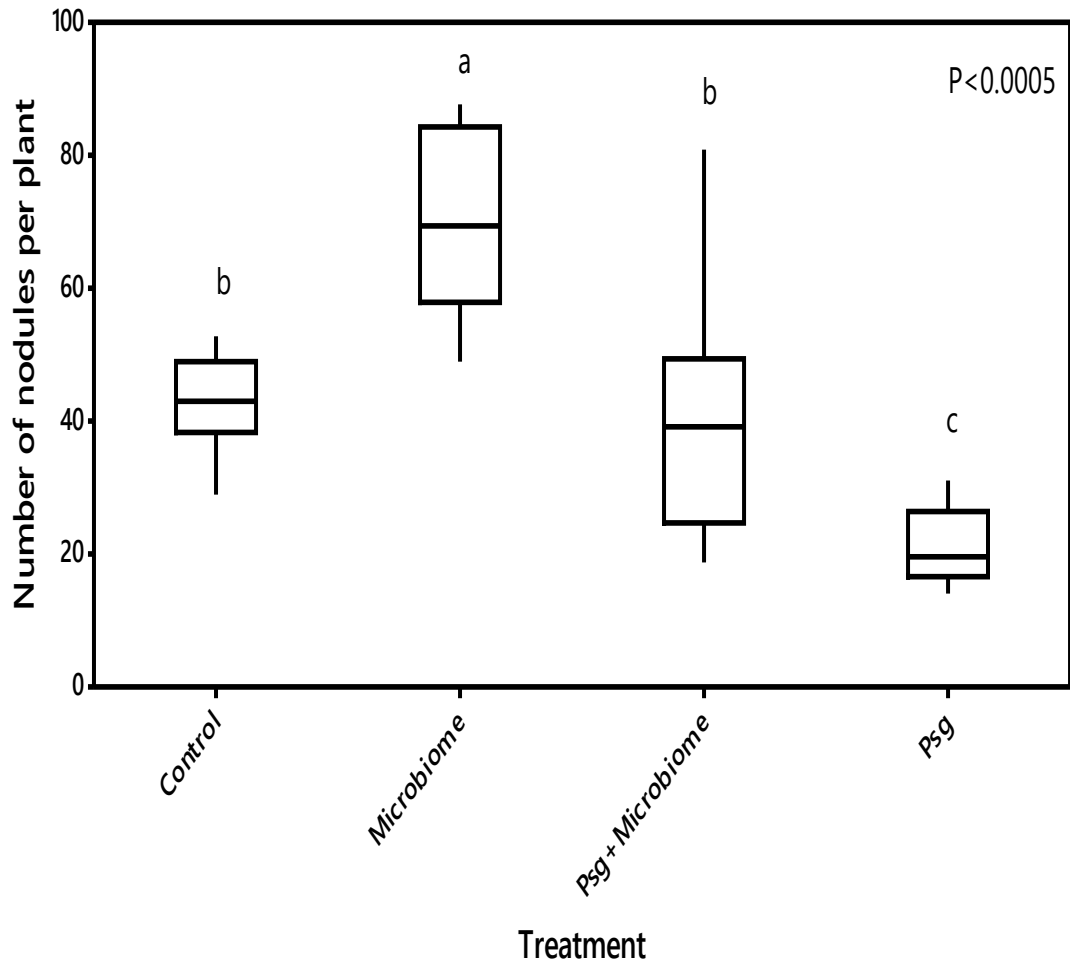 Number of nodules per plant
100
80
60
40
20
0
b
a
b
c
P<0.0005
Control
Microbiome
Psg+Microbiome
Psg
Treatment